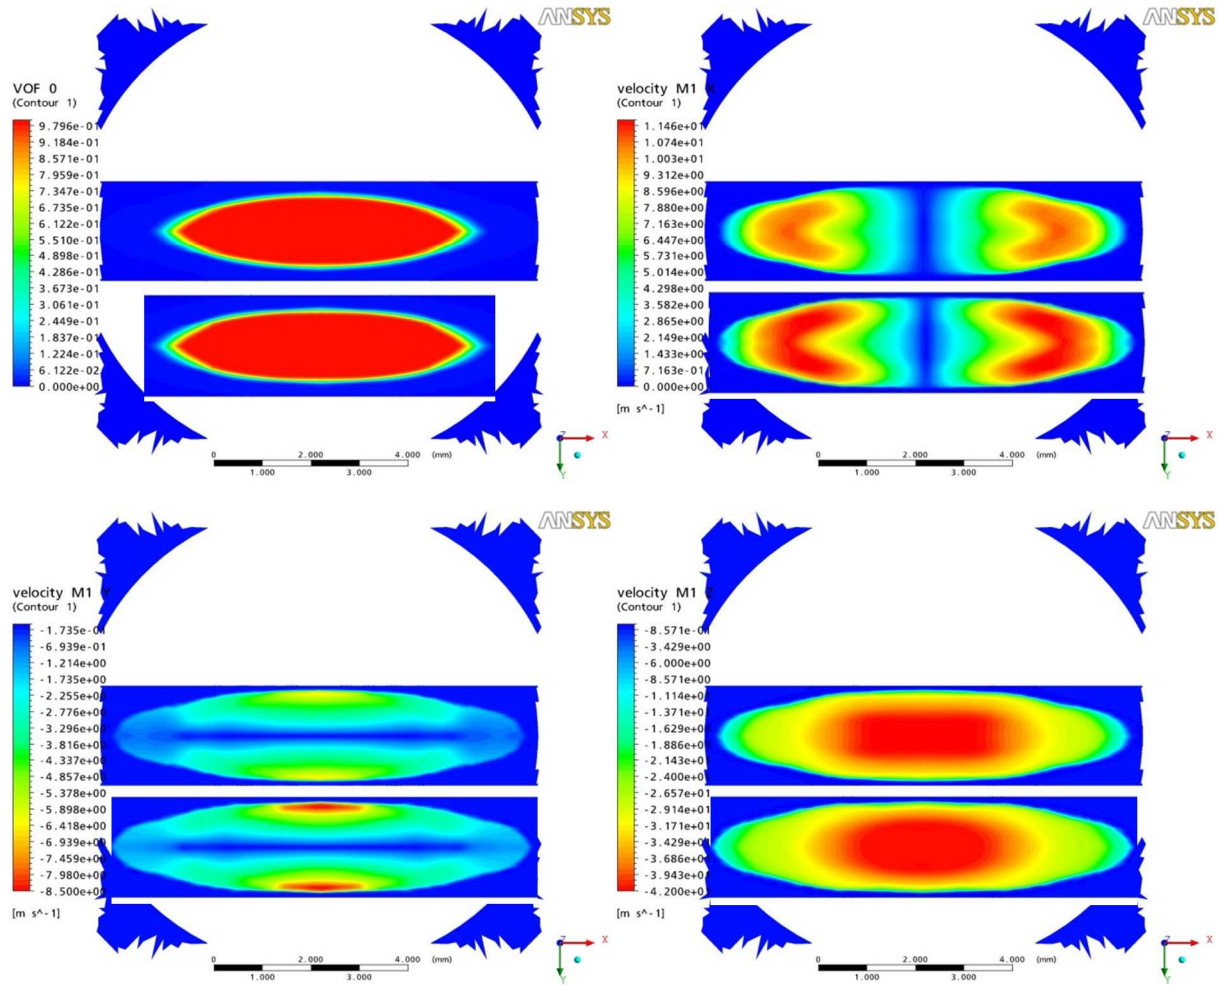 ANSYS
VOF 0
(Contour 1)
9.796e-01
9.184e-01
8.571e-01
7.959e-01
7.347e-01
6.735e-01
6.122e-01
5.510e-01
4.898e-01
4.286e-01
3.673e-01
3.061e-01
2.449e-01
1.837e-01
1.224e-01
6.122e-02
0.000e+00
0 2.000 4.000 (mm)
1.000 3.000
Z X
Y
ANSYS
velocity M1 X
(Contour 1)
1.146e+01
1.074e+01
1.003e+01
9.312e+00
8.596e+00
7.880e+00
7.163e+00
6.447e+00
5.731e+00
5.014e+00
4.298e+00
3.582e+00
2.865e+00
2.149e+00
1.433e+00
7.163e-01
0.000e+00
[m s^-1]
0 2.000 4.000 (mm)
1.000 3.000
Z X
Y
ANSYS
velocity M1 Y
(Contour 1)
-1.735e-01
-6.939e-01
-1.214e+00
-1.735e+00
-2.255e+00
-2.776e+00
-3.296e+00
-3.816e+00
-4.337e+00
-4.857e+00
-5.378e+00
-5.898e+00
-6.418e+00
-6.939e+00
-7.459e+00
-7.980e+00
-8.500e+00
[m s^-1]
0 2.000 4.000 (mm)
1.000 3.000
Z X
Y
ANSYS
velocity M1 Z
(Contour 1)
-8.571e-01
-3.429e+00
-6.000e+00
-8.571e+00
-1.114e+01
-1.371e+01
-1.629e+01
-1.886e+01
-2.143e+01
-2.400e+01
-2.657e+01
-2.914e+01
-3.171e+01
-3.429e+01
-3.686e+01
-3.943e+01
-4.200e+01
[m s^-1]
0 2.000 4.000 (mm)
1.000 3.000
Z X
Y